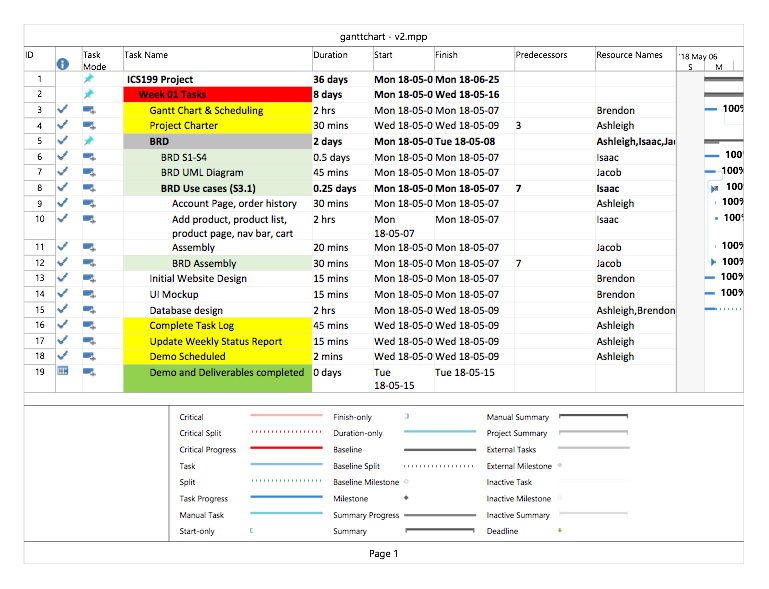 ganttchart - v2.mpp
ID Task Mode Task Name Duration Start Finish Predecessors Resource Names '18 May 06
S M
1 ICS199 Project 36 days Mon 18-05-0 Mon 18-06-25
2 Week 01 Tasks 8 days Mon 18-05-0 Wed 18-05-16
3 Gantt Chart & Scheduling 2 hrs Mon 18-05-0 Mon 18-05-07 Brendon 100%
4 Project Charter 30 mins Wed 18-05-0 Wed 18-05-09 3 Ashleigh
5 BRD 2 days Mon 18-05-0 Tue 18-05-08 Ashleigh,Isaac,Ja
6 BRD S1-S4 0.5 days Mon 18-05-0 Mon 18-05-07 Isaac 100
7 BRD UML Diagram 45 mins Mon 18-05-0 Mon 18-05-07 Jacob 100
8 BRD Use cases (S3.1) 0.25 days Mon 18-05-0 Mon 18-05-07 7 Isaac 100
9 Account Page, order history 30 mins Mon 18-05-0 Mon 18-05-07 Ashleigh 100
10 Add product, product list, 2 hrs Mon Mon 18-05-07 Isaac 100
product page, nav bar, cart 18-05-07
11 Assembly 20 mins Mon 18-05-0 Mon 18-05-07 Jacob 100
12 BRD Assembly 30 mins Mon 18-05-0 Mon 18-05-07 7 Jacob 100
13 Initial Website Design 15 mins Mon 18-05-0 Mon 18-05-07 Brendon 100%
14 UI Mockup 15 mins Mon 18-05-0 Mon 18-05-07 Brendon 100%
15 Database design 2 hrs Mon 18-05-0 Wed 18-05-09 Ashleigh,Brendon
16 Complete Task Log 45 mins Wed 18-05-0 Wed 18-05-09 Ashleigh
17 Update Weekly Status Report 15 mins Wed 18-05-0 Wed 18-05-09 Ashleigh
18 Demo Scheduled 2 mins Wed 18-05-0 Wed 18-05-09 Ashleigh
19 Demo and Deliverables completed 0 days Tue Tue 18-05-15
18-05-15
Critical Finish-only Manual Summary
Critical Split Duration-only Project Summary
Critical Progress Baseline External Tasks
Task Baseline Split External Milestone
Split Baseline Milestone Inactive Task
Task Progress Milestone Inactive Milestone
Manual Task Summary Progress Inactive Summary
Start-only Summary Deadline
Page 1